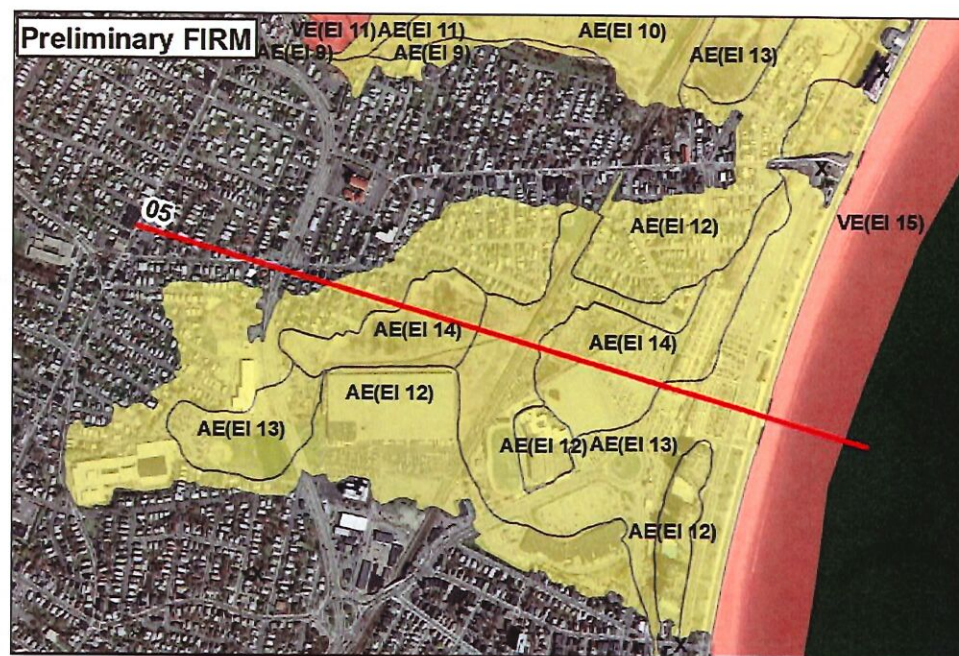 Preliminary FIRM
VE(El 11)
AE(El 11)
AE(El 10)
AE(El 9)
AE(El 9)
AE(El 13)
05
AE(El 12)
VE(El 15)
AE(El 14)
AE(El 14)
AE(El 12)
AE(El 13)
AE(El 12)
AE(El 13)
AE(El 12)
X
X
X